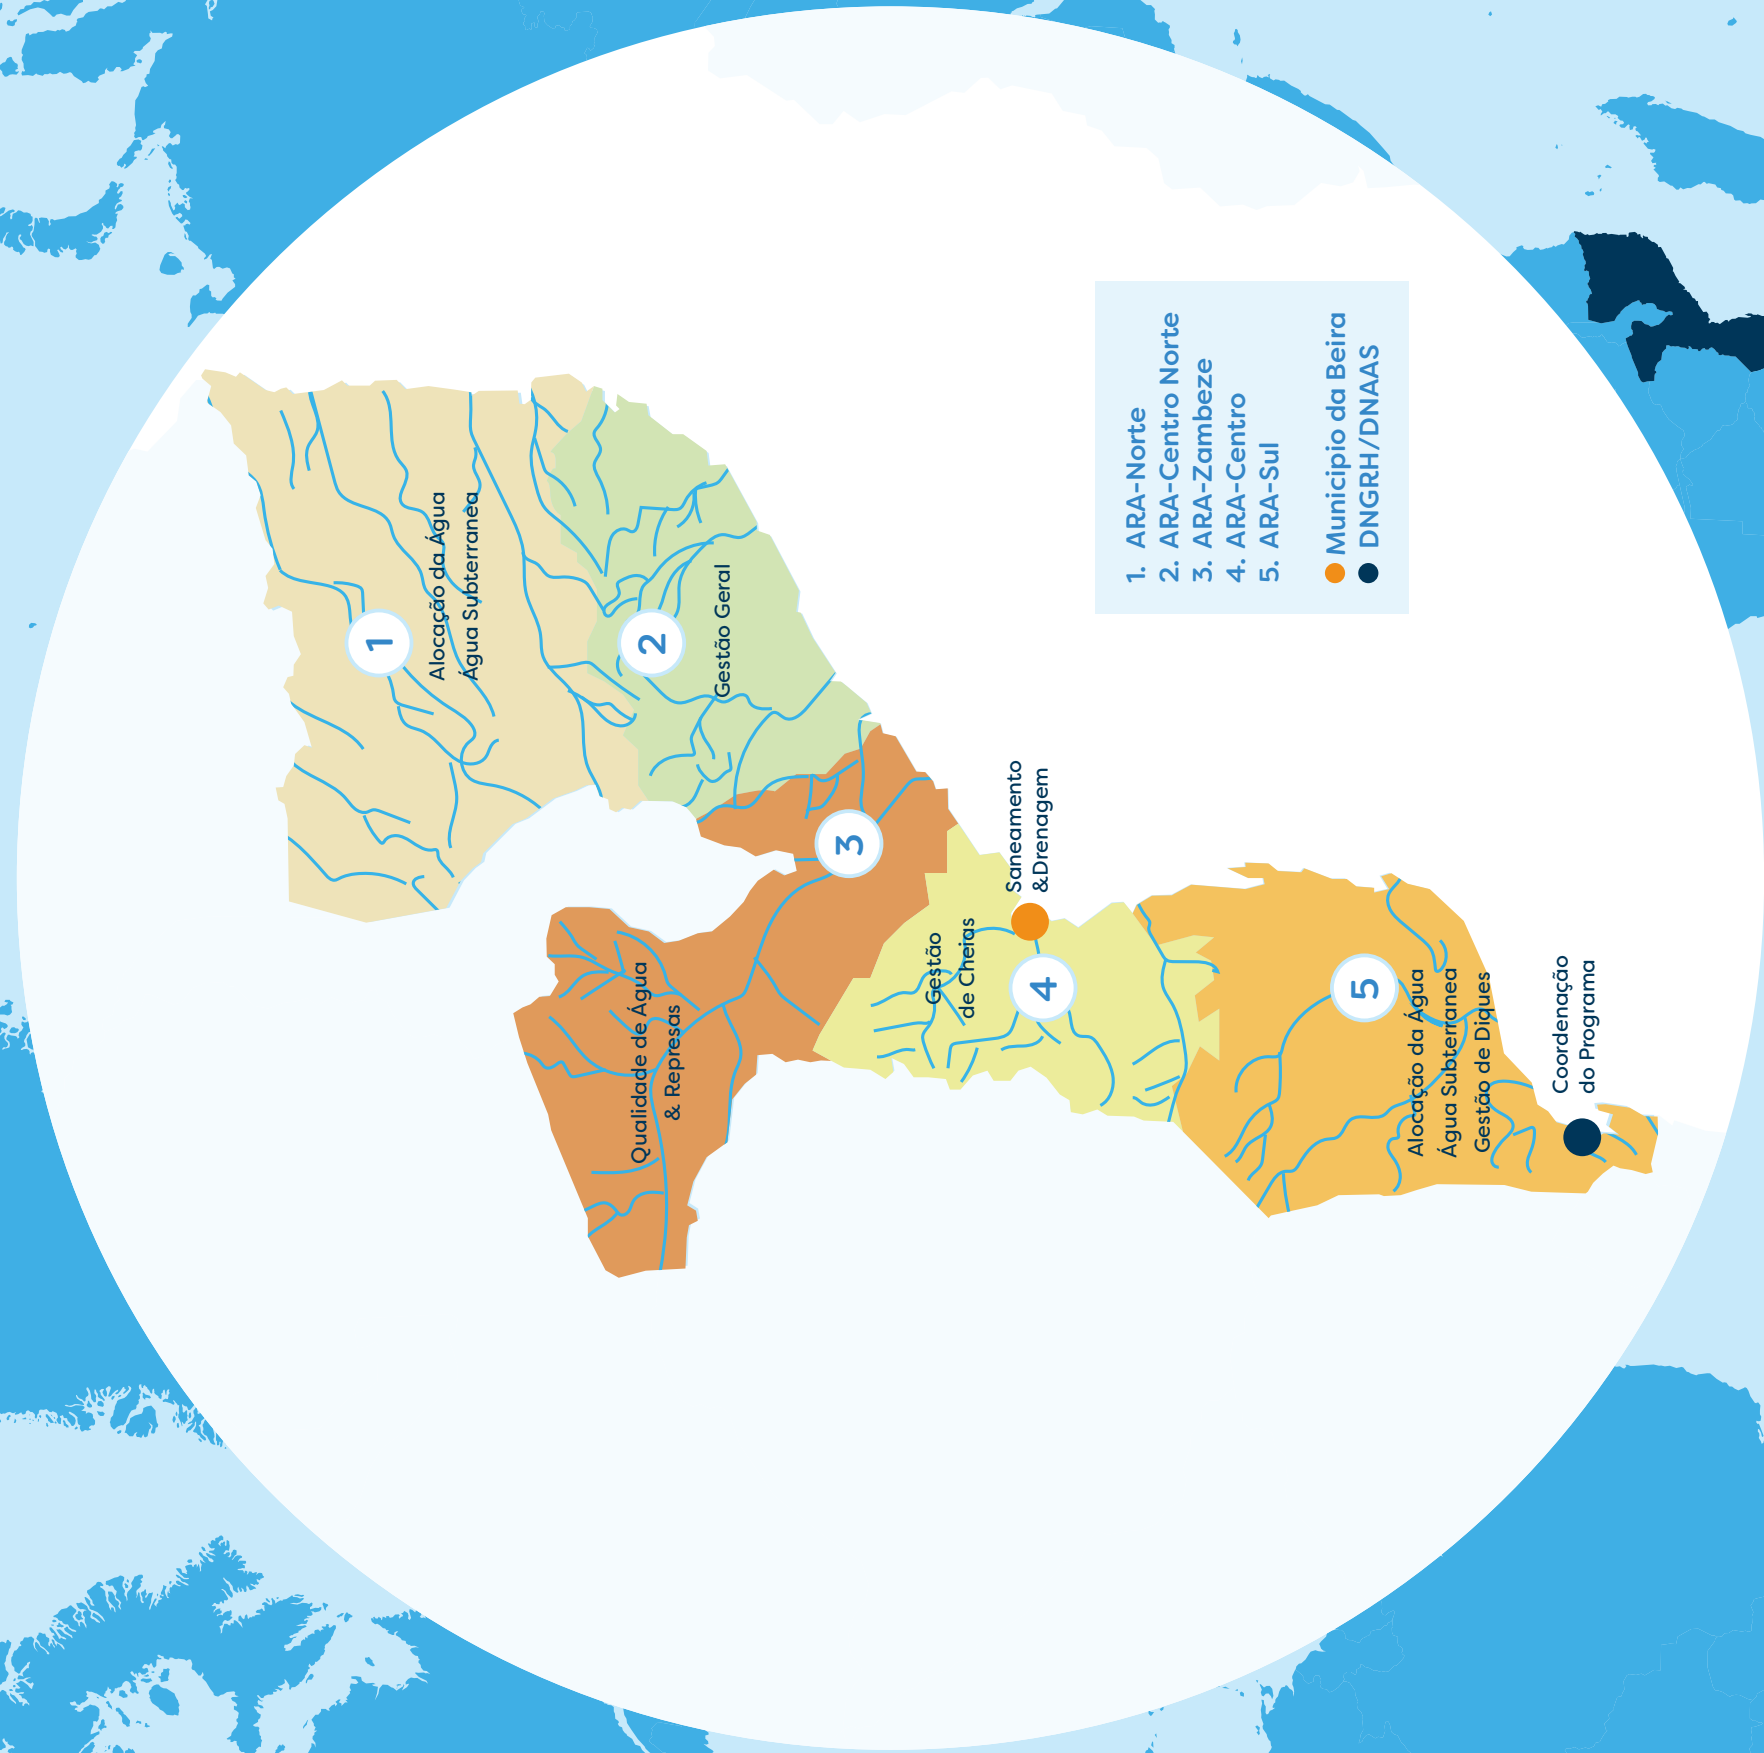 1
Alocação da Água
Água Subterranea
2
Gestão Geral
3
Qualidade de Água
& Represas
Gestão
de Cheias
Saneamento
&Drenagem
4
5
Alocação da Água
Água Subterranea
Gestão de Diques
Coordenação
do Programa
1. ARA-Norte
2. ARA-Centro Norte
3. ARA-Zambeze
4. ARA-Centro
5. ARA-Sul
Municipio da Beira
DNGRH/DNAAS